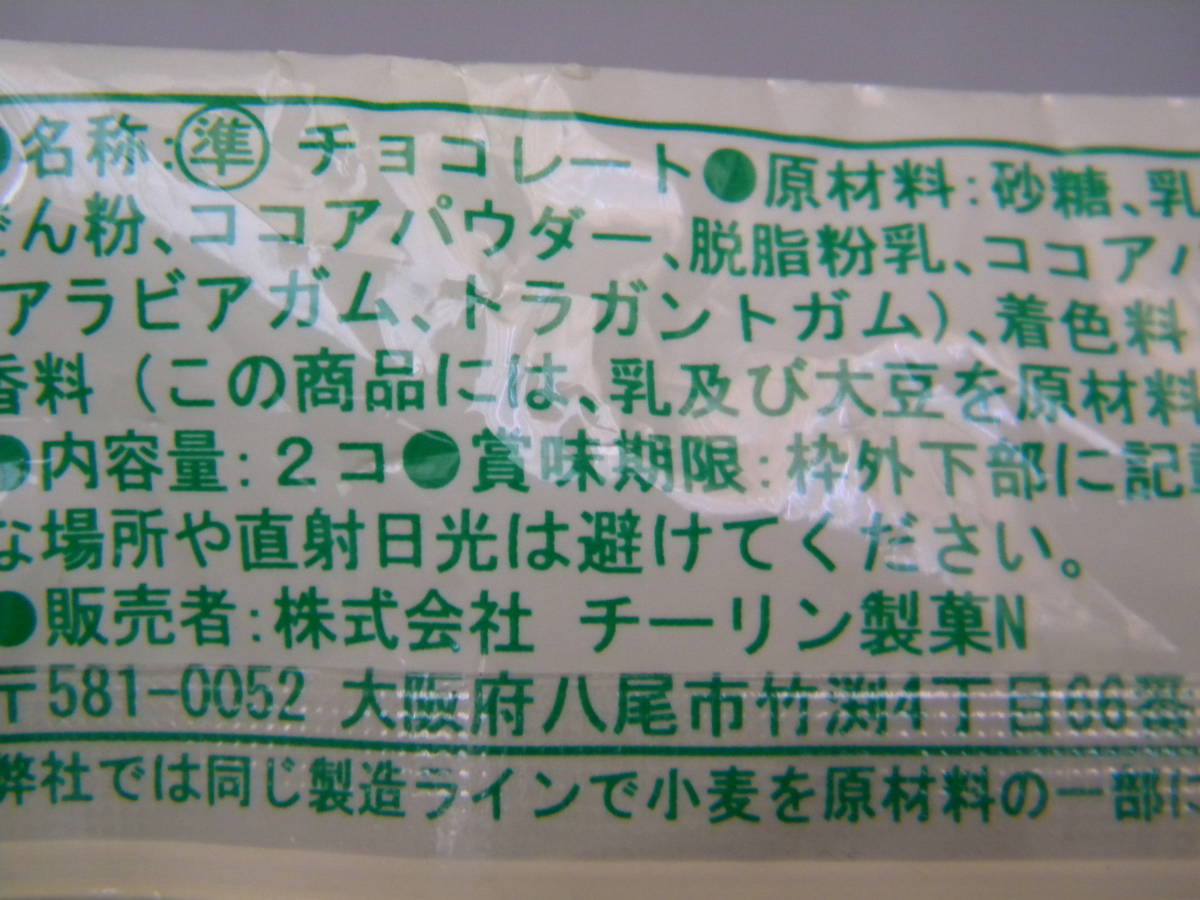 ●名称:㊜準 チョコレート●原材料:砂糖、乳
でん粉、ココアパウダー、脱脂粉乳、ココアバ
アラビアガム、トラガントガム)、着色料
香料(この商品には、乳及び大豆を原材料
●内容量:2コ●賞味期限:枠外下部に記
な場所や直射日光は避けてください。
●販売者:株式会社 チーリン製菓N
〒581-0052 大阪府八尾市竹渕4丁目66番
弊社では同じ製造ラインで小麦を原材料の一部に